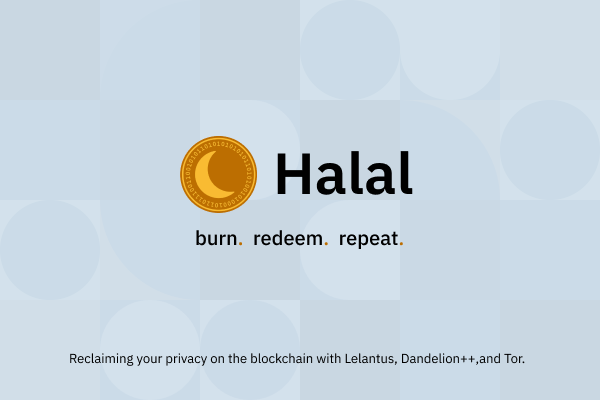 Halal
burn. redeem. repeat.
Reclaiming your privacy on the blockchain with Lelantus, Dandelion++,and Tor.